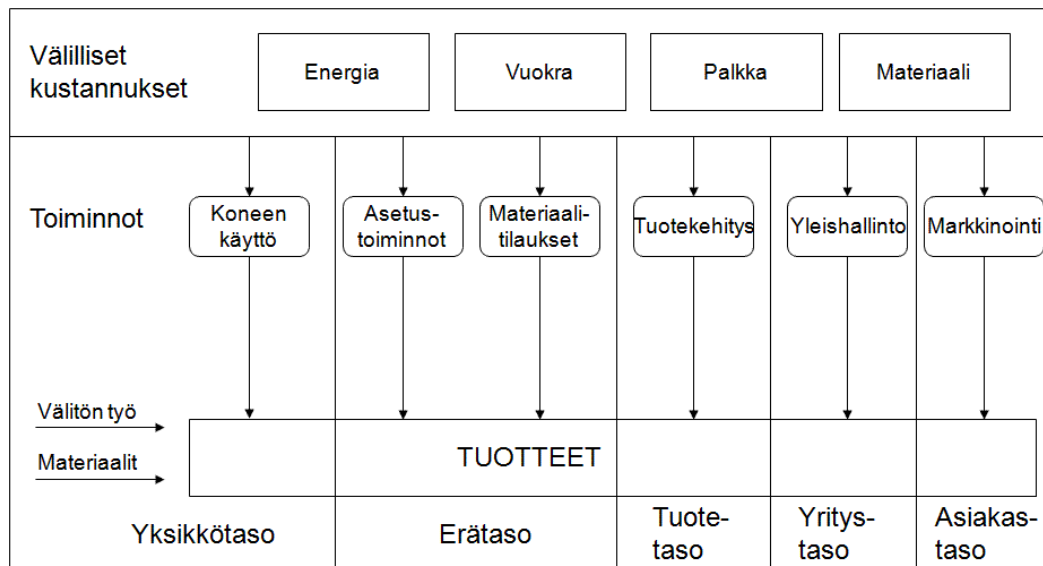 Välilliset
kustannukset
Energia
Vuokra
Palkka
Materiaali
Toiminnot
Koneen
käyttö
Asetus-
toiminnot
Materiaali-
tilaukset
Tuotekehitys
Yleishallinto
Markkinointi
Välitön työ
Materiaalit
TUOTTEET
Yksikkötaso
Erätaso
Tuote-
taso
Yritys-
taso
Asiakas-
taso